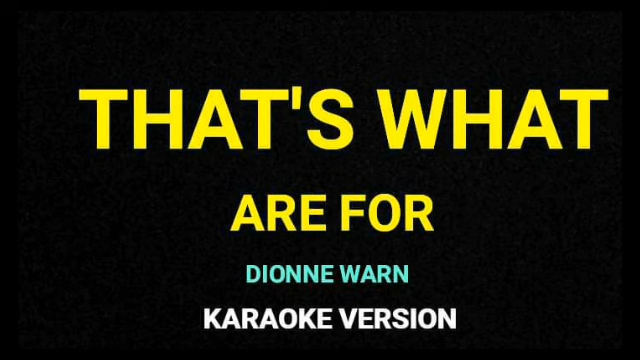 THAT'S WHAT
ARE FOR
DIONNE WARN
KARAOKE VERSION